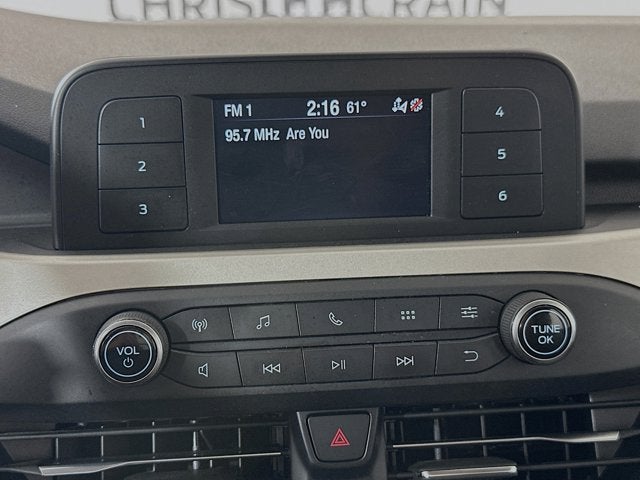 FM 1 2:16 61°
95.7 MHz Are You
1
2
3
4
5
6
VOL
TUNE
OK